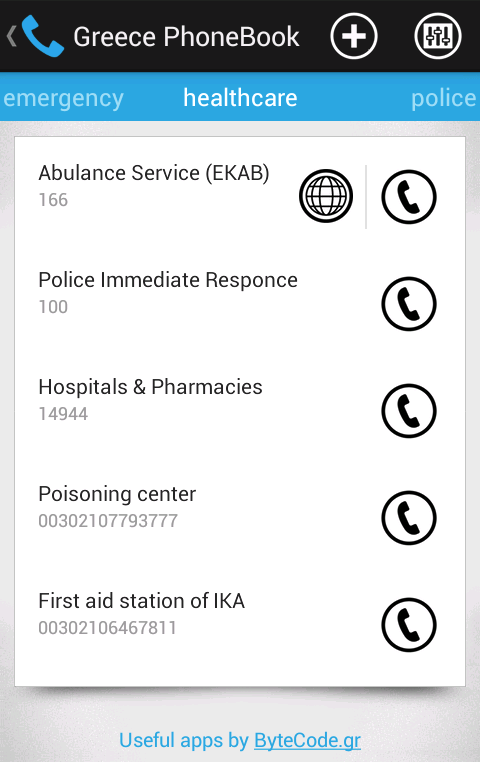 Greece PhoneBook
emergency healthcare police
Abulance Service (EKAB)
166
Police Immediate Responce
100
Hospitals & Pharmacies
14944
Poisoning center
00302107793777
First aid station of IKA
00302106467811
Useful apps by ByteCode.gr